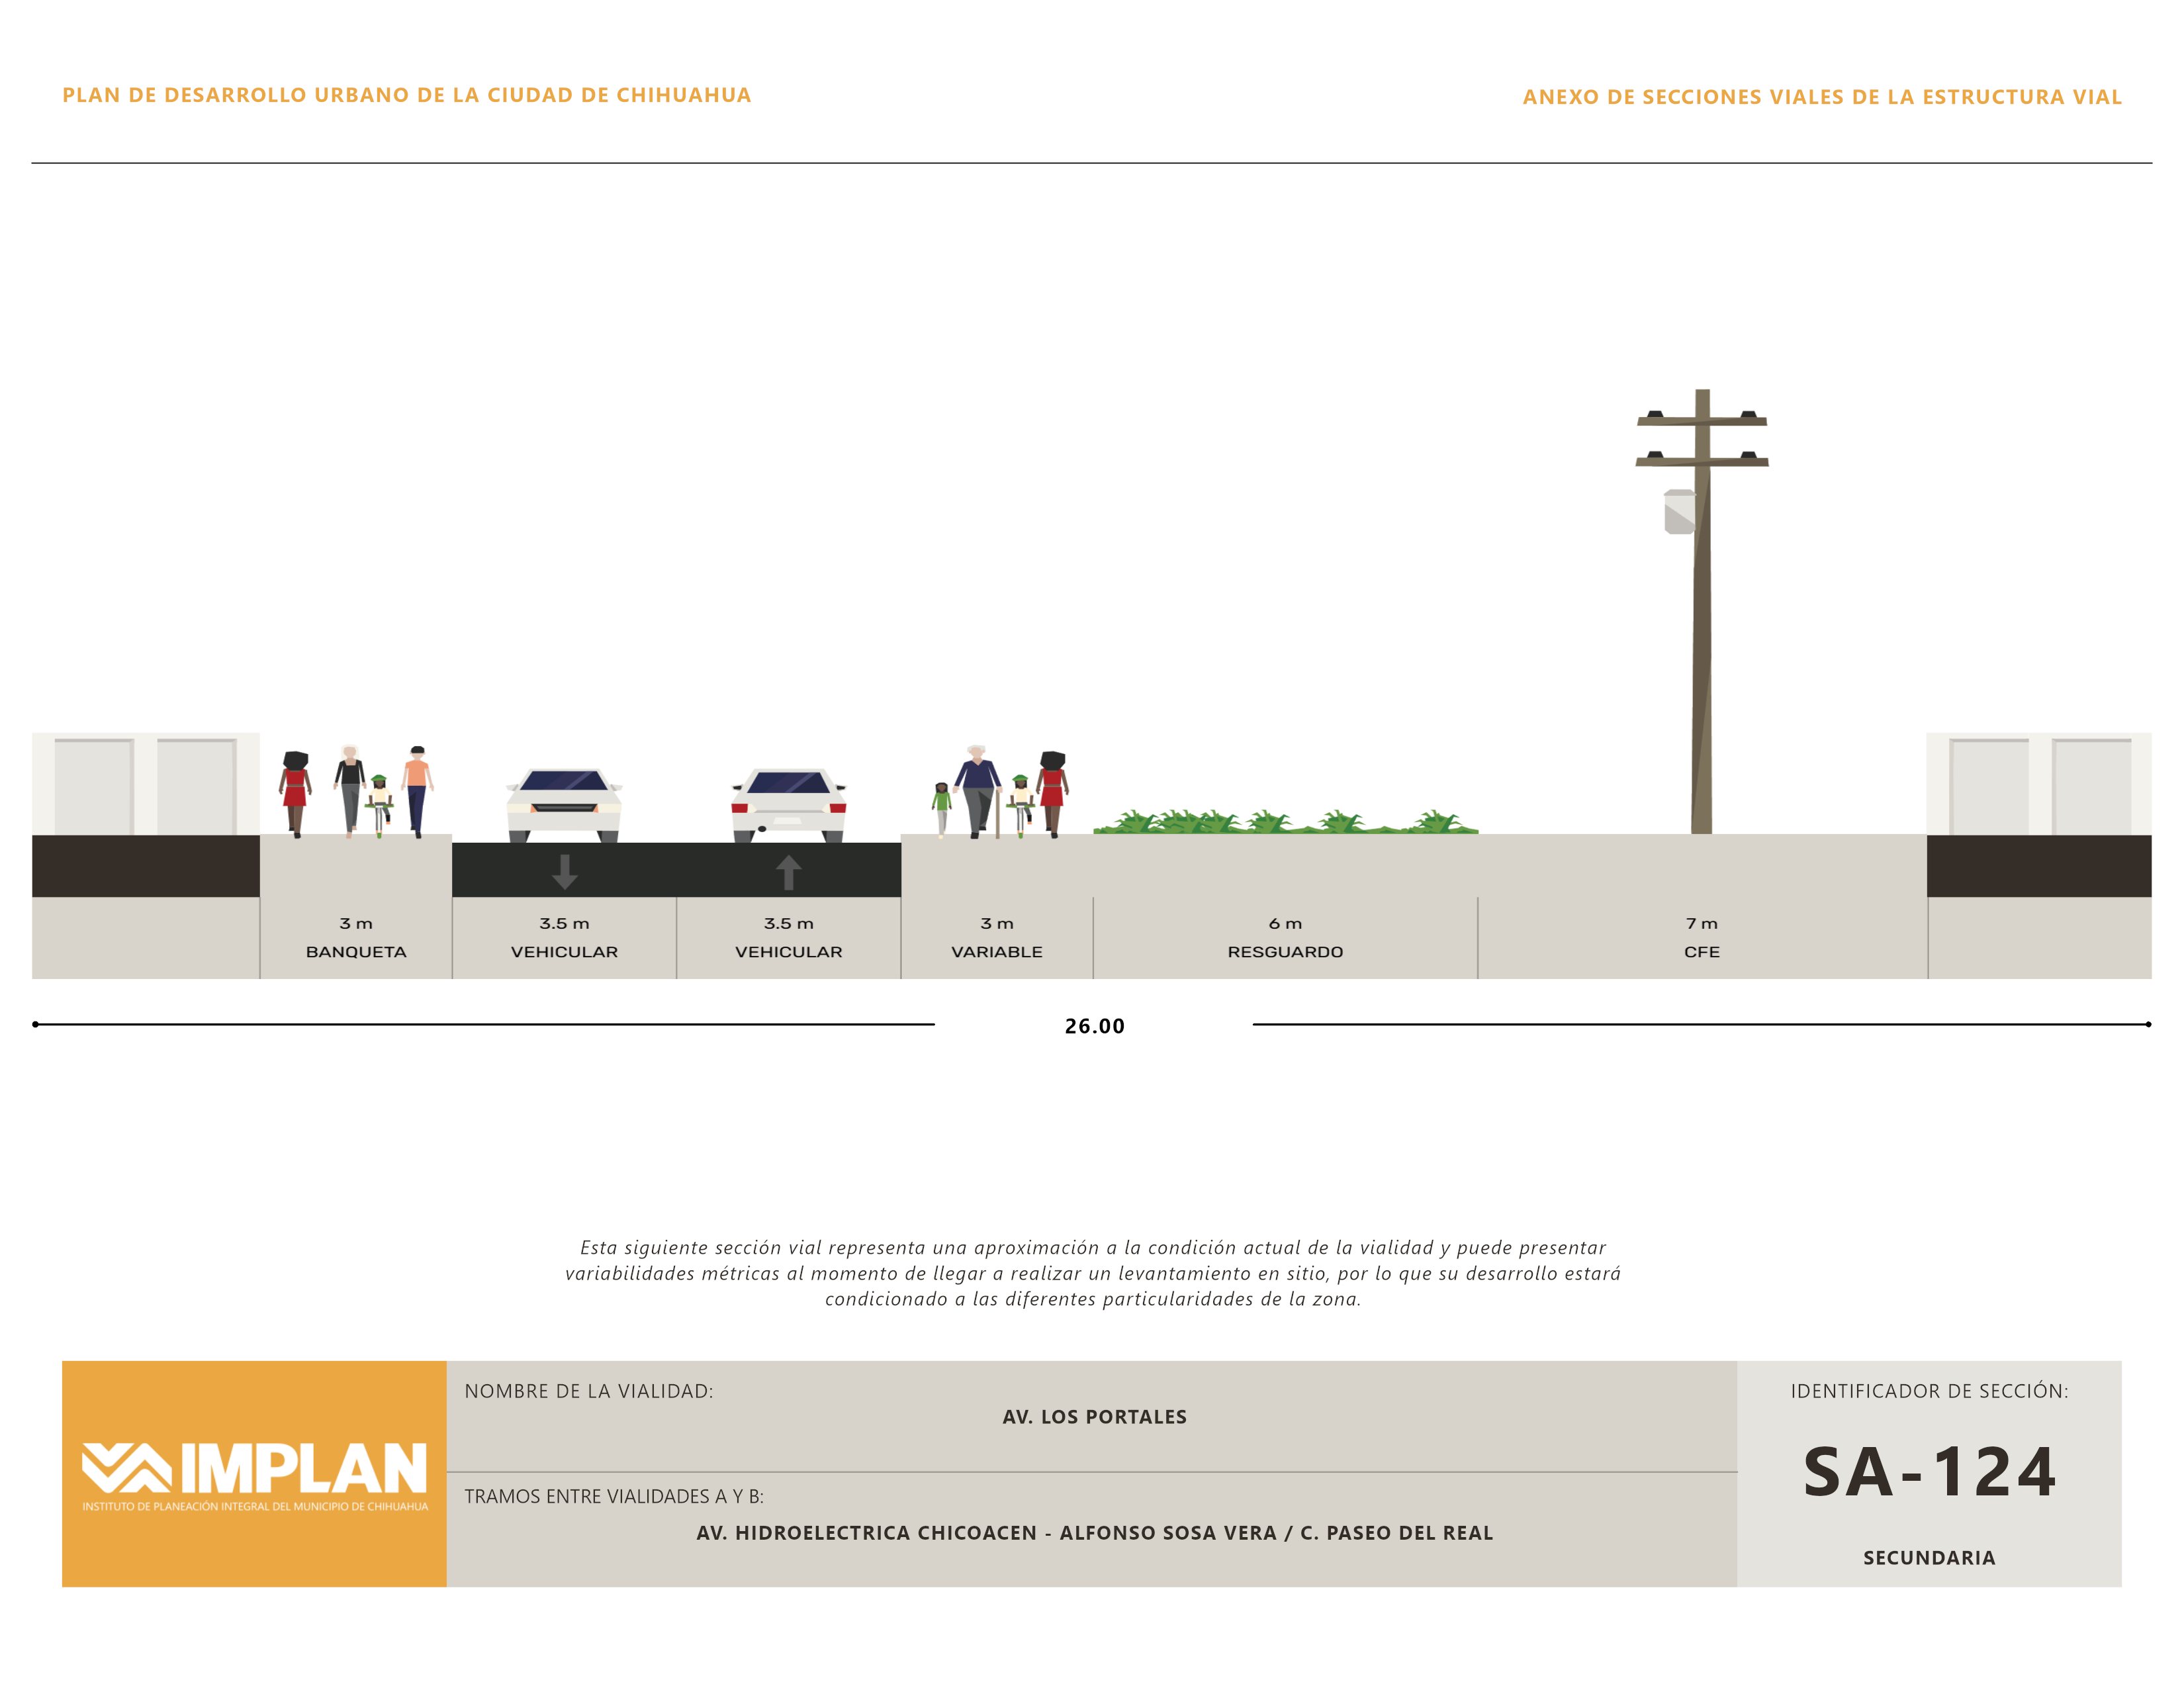 PLAN DE DESARROLLO URBANO DE LA CIUDAD DE CHIHUAHUA
ANEXO DE SECCIONES VIALES DE LA ESTRUCTURA VIAL
3 m
BANQUETA
3.5 m
VEHICULAR
3.5 m
VEHICULAR
3 m
VARIABLE
6 m
RESGUARDO
7 m
CFE
26.00
Esta siguiente sección vial representa una aproximación a la condición actual de la vialidad y puede presentar
variabilidades métricas al momento de llegar a realizar un levantamiento en sitio, por lo que su desarrollo estará
condicionado a las diferentes particularidades de la zona.
IMPLAN
INSTITUTO DE PLANEACIÓN INTEGRAL DEL MUNICIPIO DE CHIHUAHUA
NOMBRE DE LA VIALIDAD:
AV. LOS PORTALES
TRAMOS ENTRE VIALIDADES A Y B:
AV. HIDROELECTRICA CHICOACEN - ALFONSO SOSA VERA / C. PASEO DEL REAL
IDENTIFICADOR DE SECCIÓN:
SA-124
SECUNDARIA